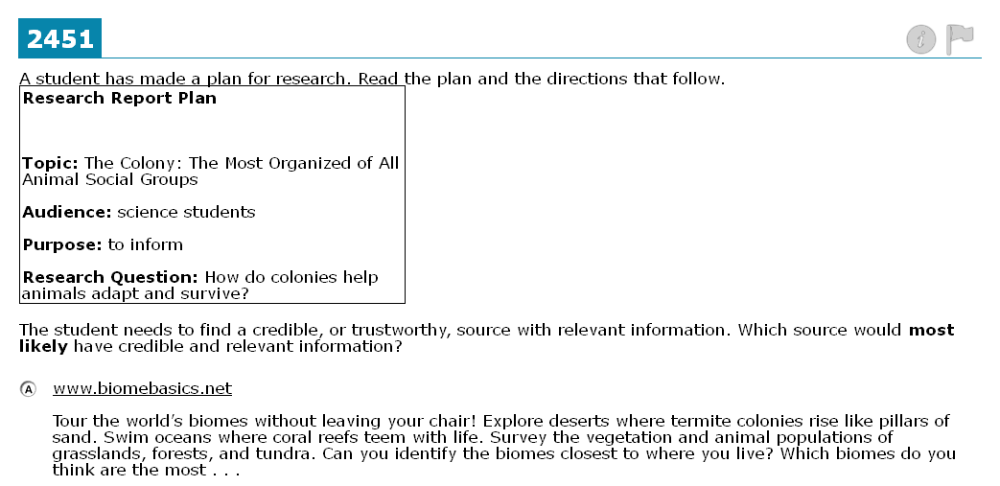 2451
A student has made a plan for research. Read the plan and the directions that follow.
Research Report Plan
Topic: The Colony: The Most Organized of All
Animal Social Groups
Audience: science students
Purpose: to inform
Research Question: How do colonies help
animals adapt and survive?
The student needs to find a credible, or trustworthy, source with relevant information. Which source would most
likely have credible and relevant information?
A www.biomebasics.net
Tour the world's biomes without leaving your chair! Explore deserts where termite colonies rise like pillars of
sand. Swim oceans where coral reefs teem with life. Survey the vegetation and animal populations of
grasslands, forests, and tundra. Can you identify the biomes closest to where you live? Which biomes do you
think are the most . . .